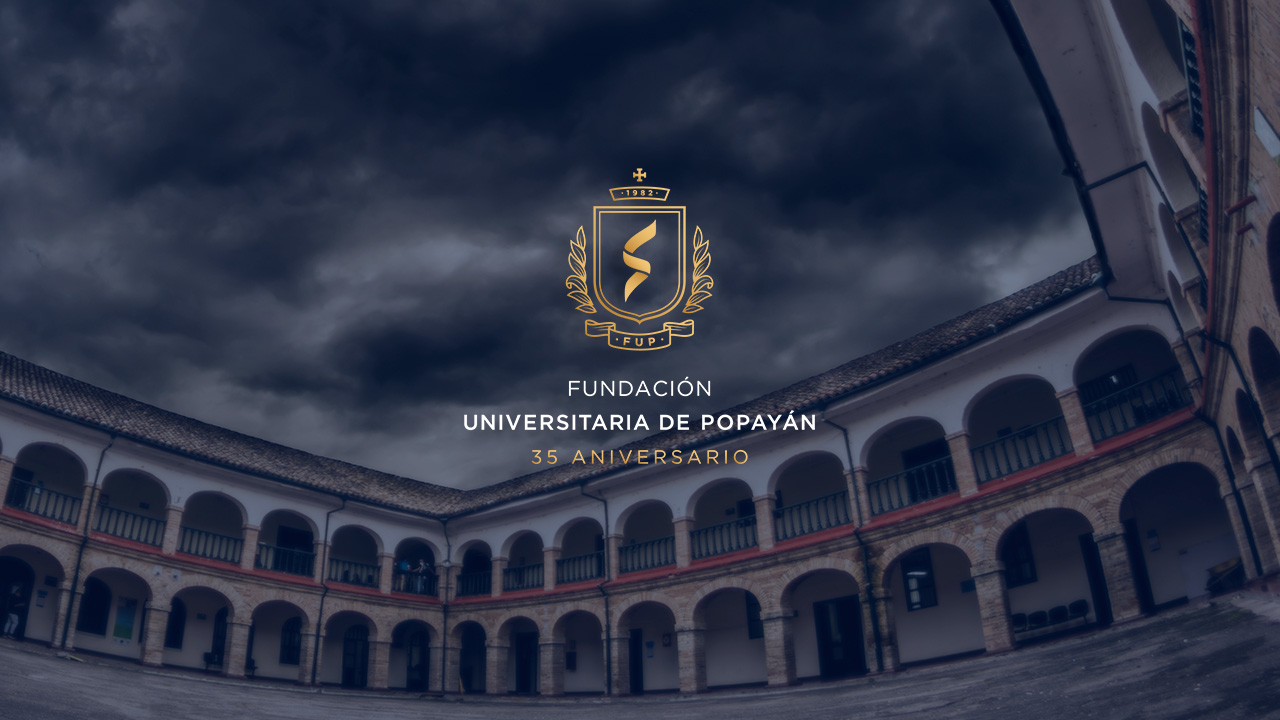 · 1982 ·
· FUP ·
FUNDACIÓN
UNIVERSITARIA DE POPAYÁN
35 ANIVERSARIO